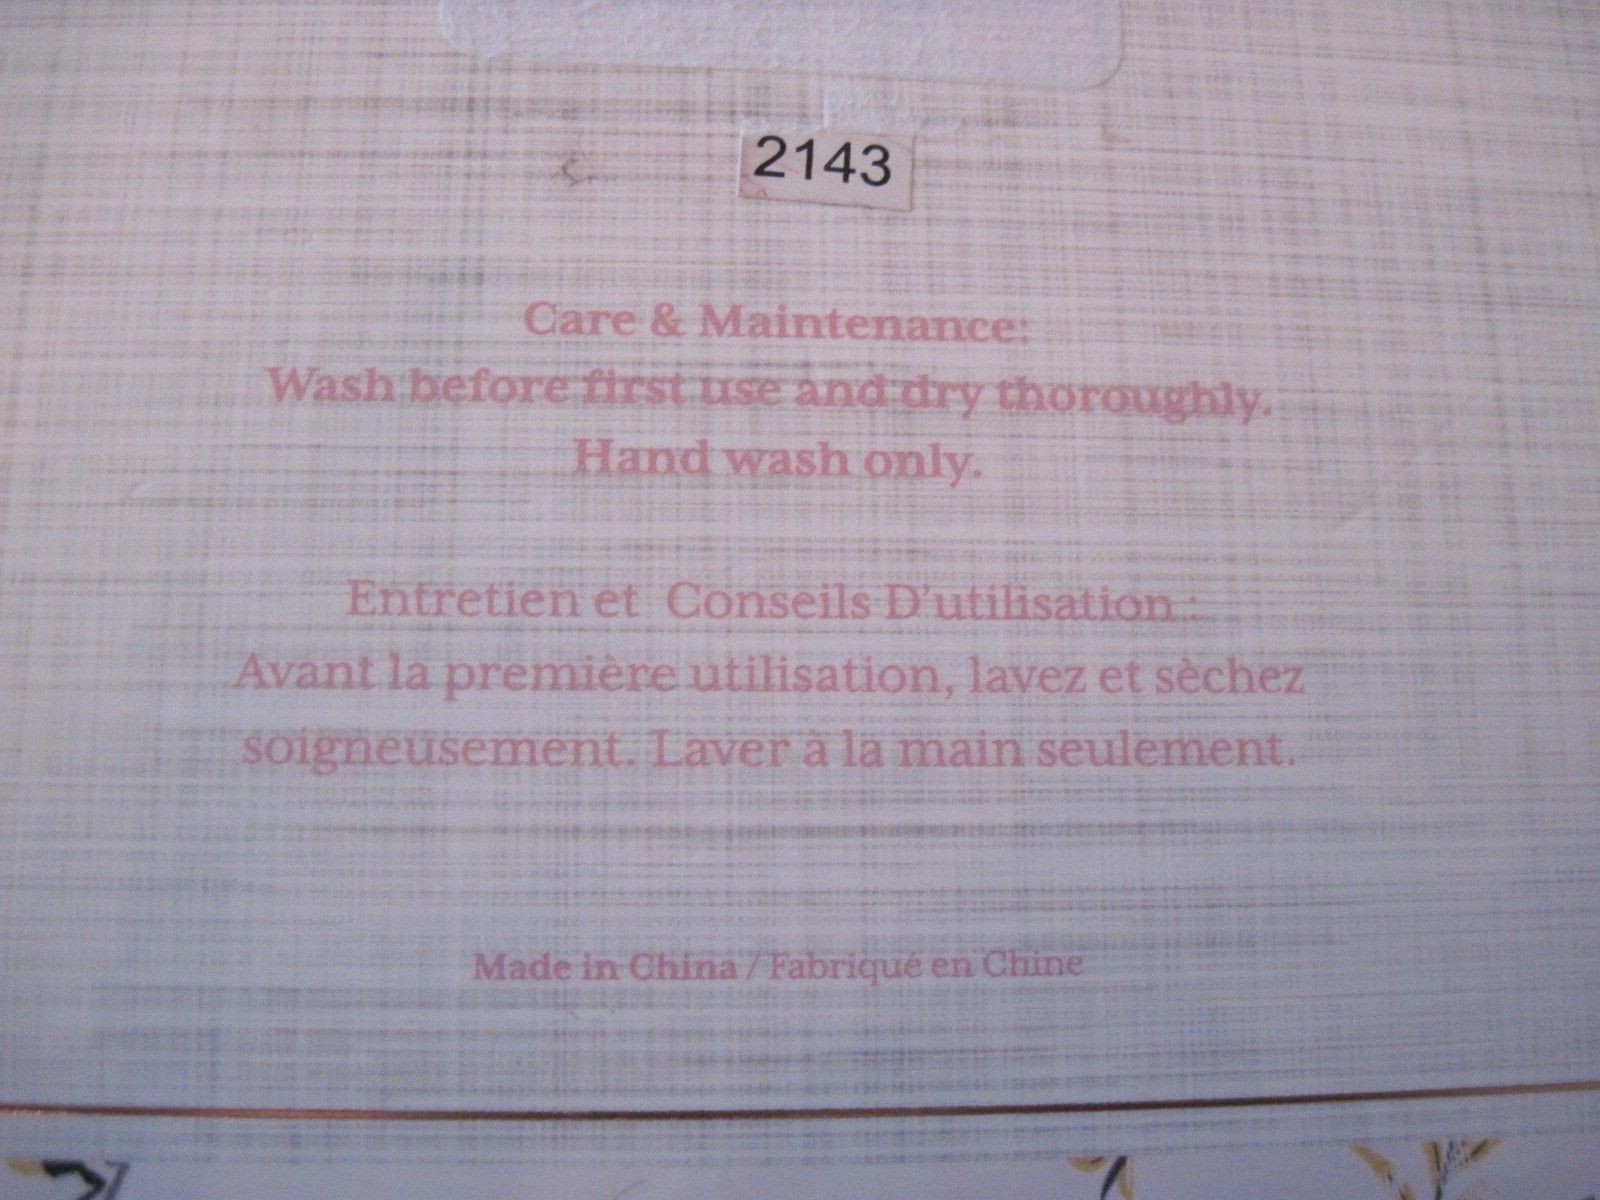 2143
Care & Maintenance:
Wash before first use and dry thoroughly.
Hand wash only.
Entretien et Conseils D'utilisation :
Avant la première utilisation, lavez et sèchez
soigneusement. Laver à la main seulement.
Made in China / Fabriqué en Chine